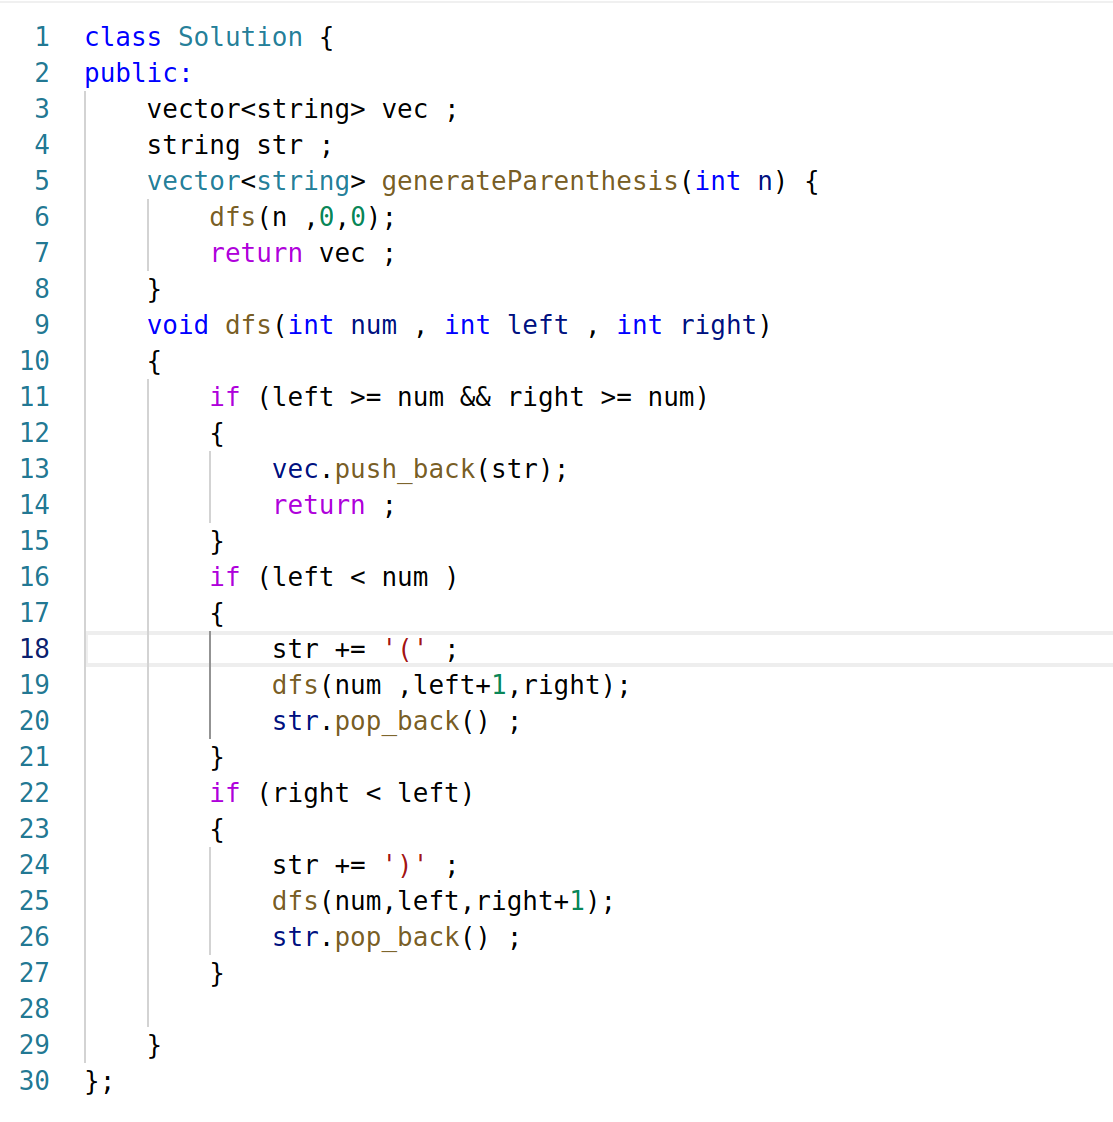 1 class Solution {
2 public:
3     vector<string> vec ;
4     string str ;
5     vector<string> generateParenthesis(int n) {
6         dfs(n ,0,0);
7         return vec ;
8     }
9     void dfs(int num , int left , int right)
10     {
11         if (left >= num && right >= num)
12         {
13             vec.push_back(str);
14             return ;
15         }
16         if (left < num )
17         {
18             str += '(' ;
19             dfs(num ,left+1,right);
20             str.pop_back() ;
21         }
22         if (right < left)
23         {
24             str += ')' ;
25             dfs(num,left,right+1);
26             str.pop_back() ;
27         }
28
29     }
30 };